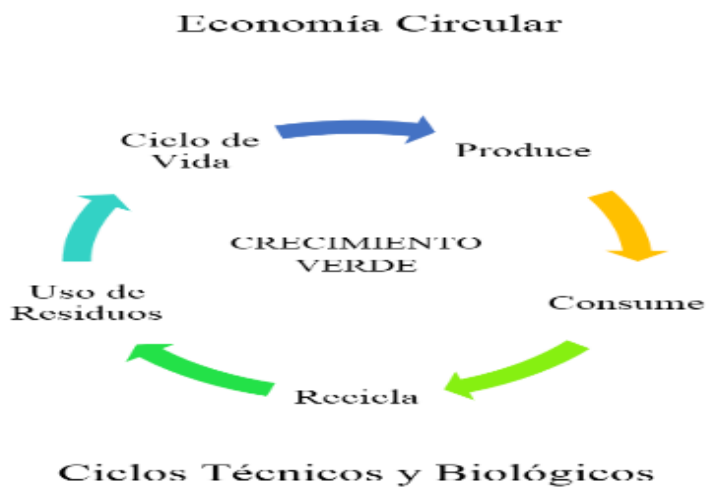 Economía Circular
Ciclo de
Vida
Produce
CRECIMIENTO
VERDE
Uso de
Residuos
Consume
Recicla
Ciclos Técnicos y Biológicos